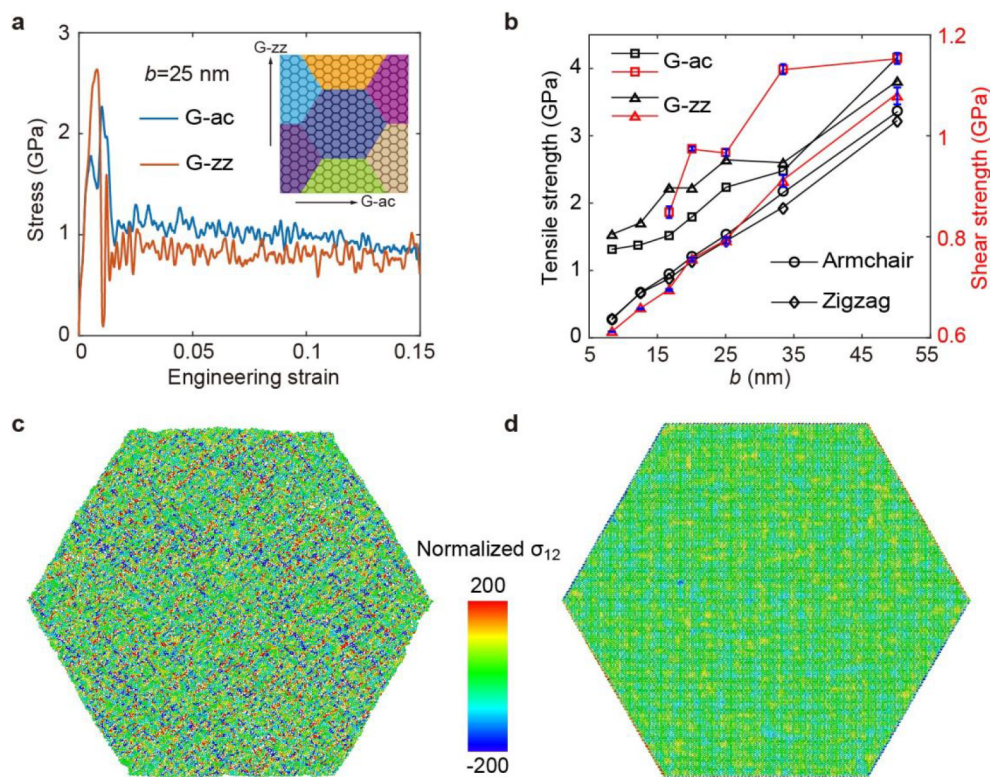 a
3
2
1
0
Stress (GPa)
b=25 nm
G-ac
G-zz
G-zz
G-ac
0
0.05
0.1
0.15
Engineering strain
b
5
4
3
2
1
0
Tensile strength (GPa)
G-ac
G-zz
Armchair
Zigzag
1.2
1
0.8
0.6
Shear strength (GPa)
5
15
25
35
45
55
b (nm)
c
d
Normalized σ12
200
-200